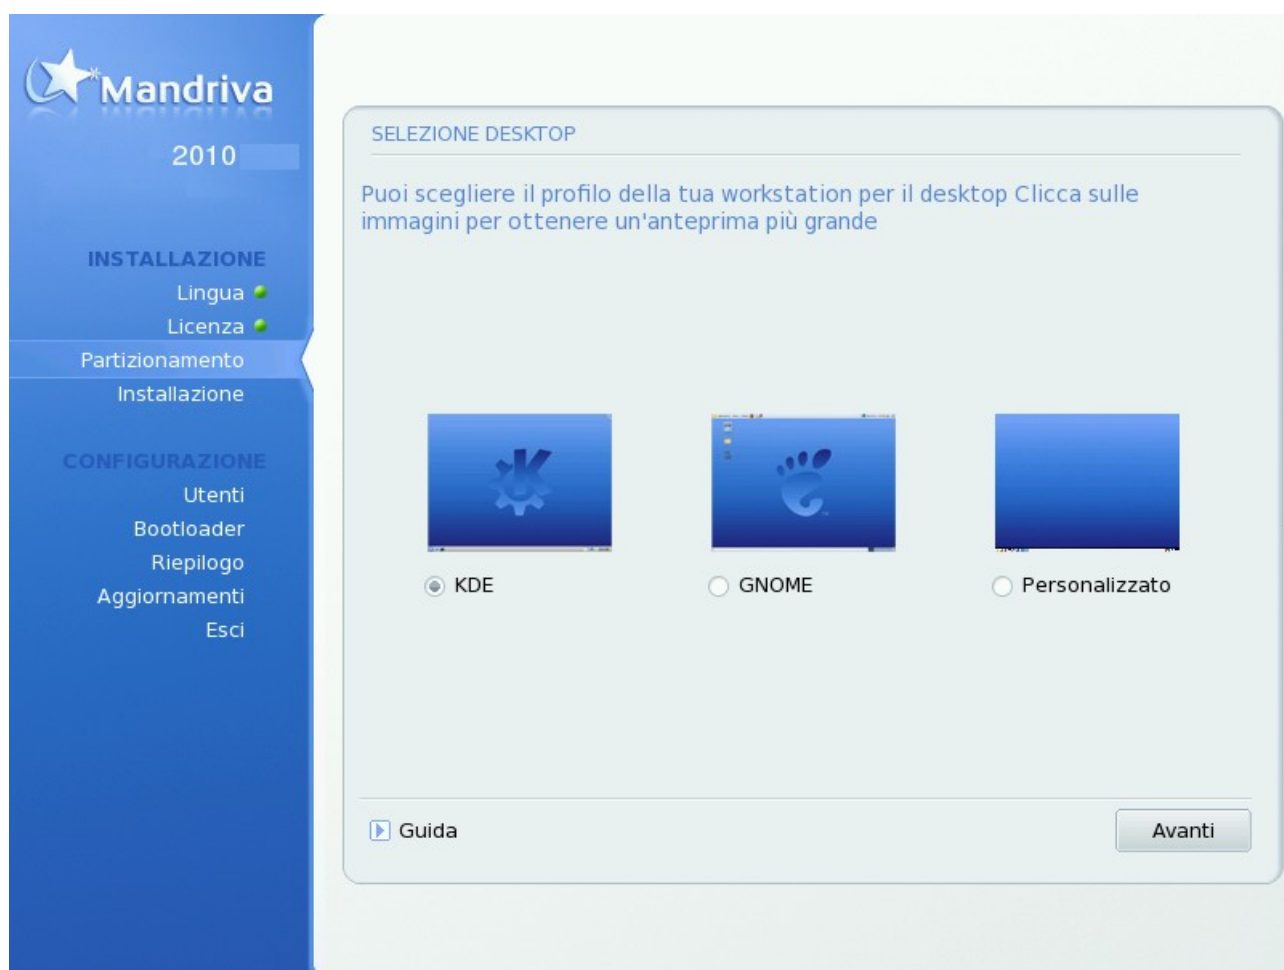 Mandriva
2010
INSTALLAZIONE
Lingua
Licenza
Partizionamento
Installazione
CONFIGURAZIONE
Utenti
Bootloader
Riepilogo
Aggiornamenti
Esci
SELEZIONE DESKTOP
Puoi scegliere il profilo della tua workstation per il desktop Clicca sulle
immagini per ottenere un'anteprima più grande
KDE
GNOME
Personalizzato
Guida
Avanti